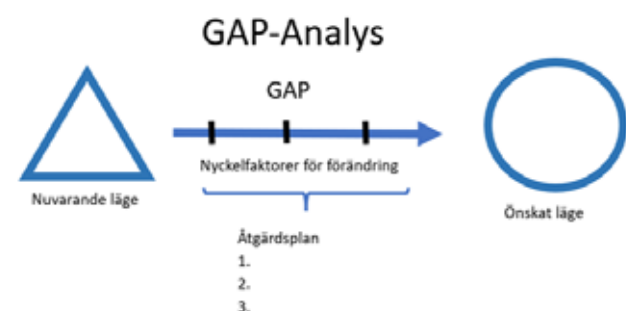 GAP-Analys
GAP
Nyckelfaktorer för förändring
Nuvarande läge
Önskat läge
Åtgärdsplan
1.
2.
3.